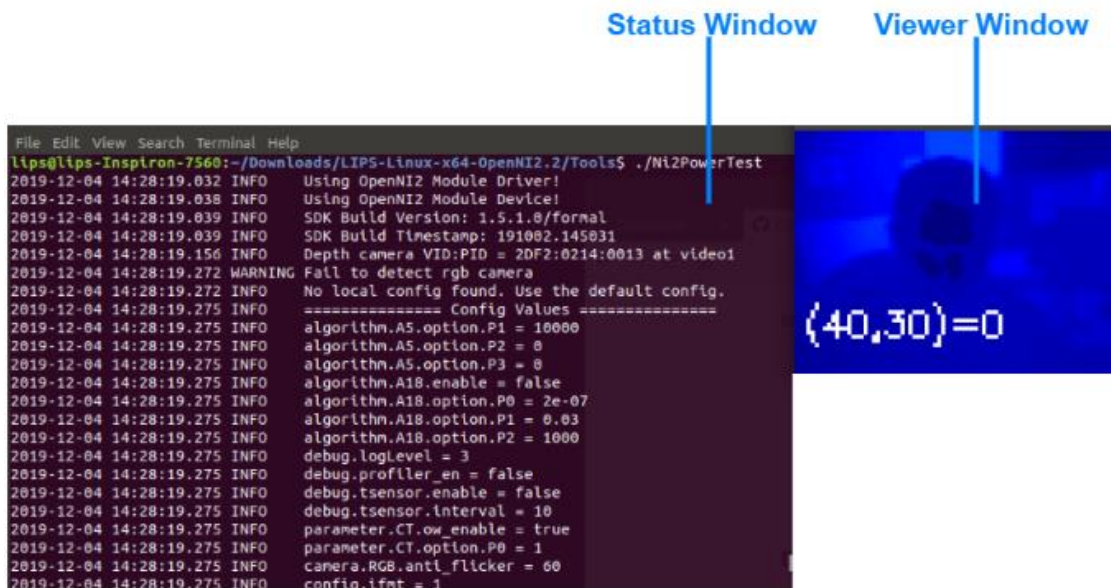 Status Window Viewer Window
File Edit View Search Terminal Help
lips@lips-Inspiron-7560:~/Downloads/LIPS-Linux-x64-OpenNI2.2/Tools$ ./Ni2PowerTest
2019-12-04 14:28:19.032 INFO Using OpenNI2 Module Driver!
2019-12-04 14:28:19.038 INFO Using OpenNI2 Module Device!
2019-12-04 14:28:19.039 INFO SDK Build Version: 1.5.1.0/formal
2019-12-04 14:28:19.039 INFO SDK Build Timestamp: 191002.145031
2019-12-04 14:28:19.156 INFO Depth camera VID:PID = 2DF2:0214:0013 at video1
2019-12-04 14:28:19.272 WARNING Fail to detect rgb camera
2019-12-04 14:28:19.272 INFO No local config found. Use the default config.
2019-12-04 14:28:19.275 INFO =============== Config Values ===============
2019-12-04 14:28:19.275 INFO algorithm.A5.option.P1 = 10000
2019-12-04 14:28:19.275 INFO algorithm.A5.option.P2 = 0
2019-12-04 14:28:19.275 INFO algorithm.A5.option.P3 = 0
2019-12-04 14:28:19.275 INFO algorithm.A18.enable = false
2019-12-04 14:28:19.275 INFO algorithm.A18.option.P0 = 2e-07
2019-12-04 14:28:19.275 INFO algorithm.A18.option.P1 = 0.03
2019-12-04 14:28:19.275 INFO algorithm.A18.option.P2 = 1000
2019-12-04 14:28:19.275 INFO debug.logLevel = 3
2019-12-04 14:28:19.275 INFO debug.profiler_en = false
2019-12-04 14:28:19.275 INFO debug.tsensor.enable = false
2019-12-04 14:28:19.275 INFO debug.tsensor.interval = 10
2019-12-04 14:28:19.275 INFO parameter.CT.ow_enable = true
2019-12-04 14:28:19.275 INFO parameter.CT.option.P0 = 1
2019-12-04 14:28:19.275 INFO camera.RGB.anti_flicker = 60
2019-12-04 14:28:19.275 INFO config.ifmt = 1
(40,30)=0